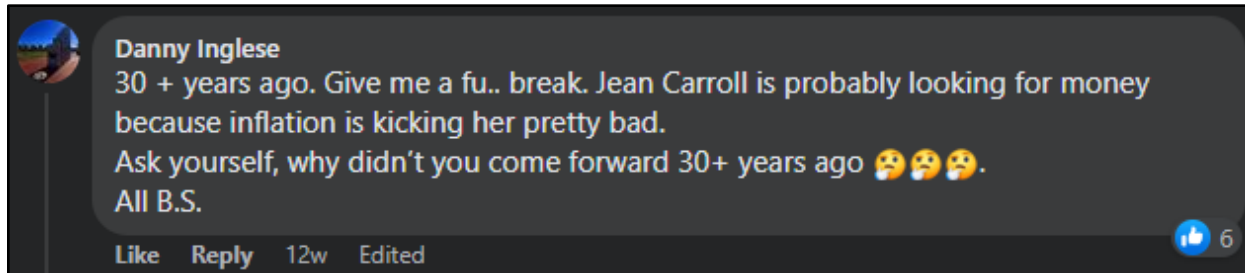 Danny Inglese
30 + years ago. Give me a fu.. break. Jean Carroll is probably looking for money
because inflation is kicking her pretty bad.
Ask yourself, why didn’t you come forward 30+ years ago 🤔🤔🤔.
All B.S.
Like Reply 12w Edited
6